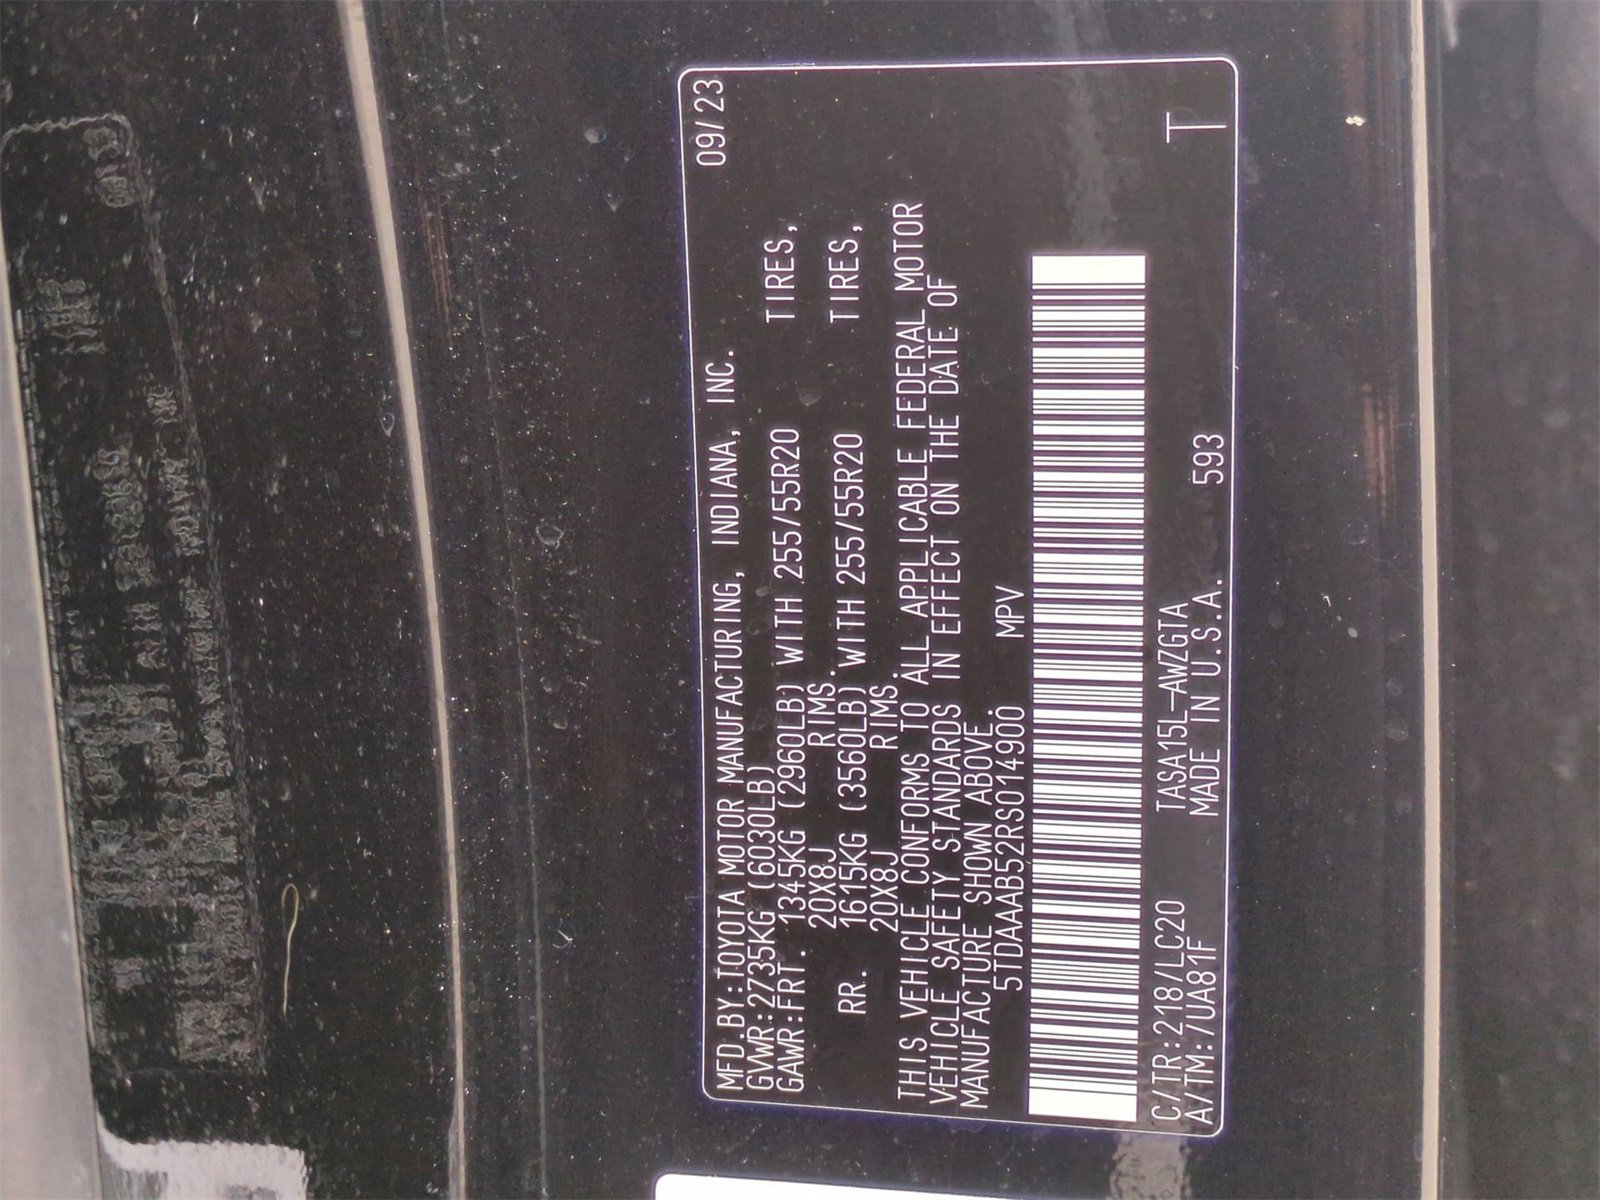 09/23
MFD.BY:TOYOTA MOTOR MANUFACTURING, INDIANA, INC.
GVWR:2735KG (6030LB)
GAWR:FRT. 1345KG (2960LB) WITH 255/55R20 TIRES,
20X8J RIMS.
RR. 1615KG (3560LB) WITH 255/55R20 TIRES,
20X8J RIMS.
THIS VEHICLE CONFORMS TO ALL APPLICABLE FEDERAL MOTOR
VEHICLE SAFETY STANDARDS IN EFFECT ON THE DATE OF
MANUFACTURE SHOWN ABOVE.
5TDAAAB52RS014900 MPV
C/TR:218/LC20 TASA15L-AWZGTA
A/TM:/UA81F MADE IN U.S.A. 593
T